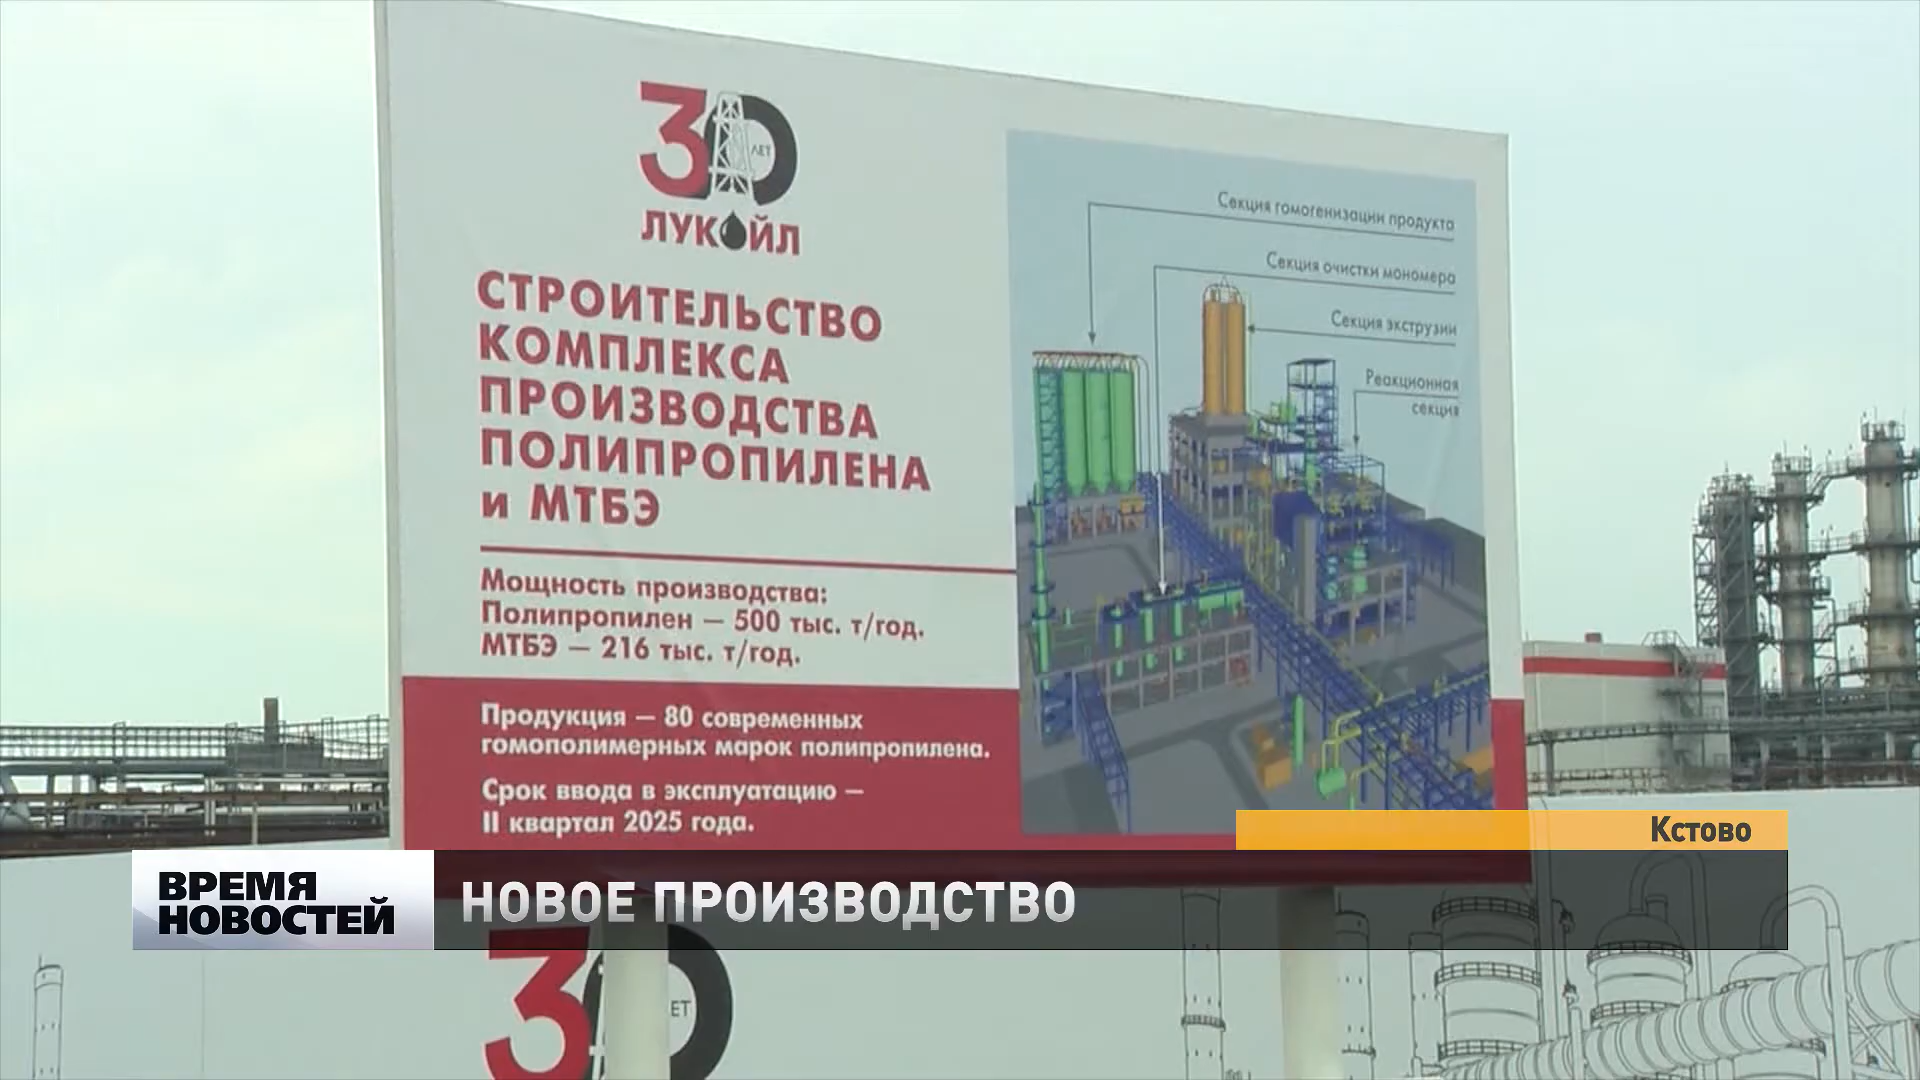 30
ЛЕТ
ЛУКОЙЛ
СТРОИТЕЛЬСТВО
КОМПЛЕКСА
ПРОИЗВОДСТВА
ПОЛИПРОПИЛЕНА
и МТБЭ
Мощность производства:
Полипропилен — 500 тыс. т/год.
МТБЭ — 216 тыс. т/год.
Продукция — 80 современных
гомополимерных марок полипропилена.
Срок ввода в эксплуатацию —
II квартал 2025 года.
Секция гомогенизации продукта
Секция очистки мономера
Секция экструзии
Реакционная
секция
Кстово
ВРЕМЯ
НОВОСТЕЙ
НОВОЕ ПРОИЗВОДСТВО
30
ЕТ